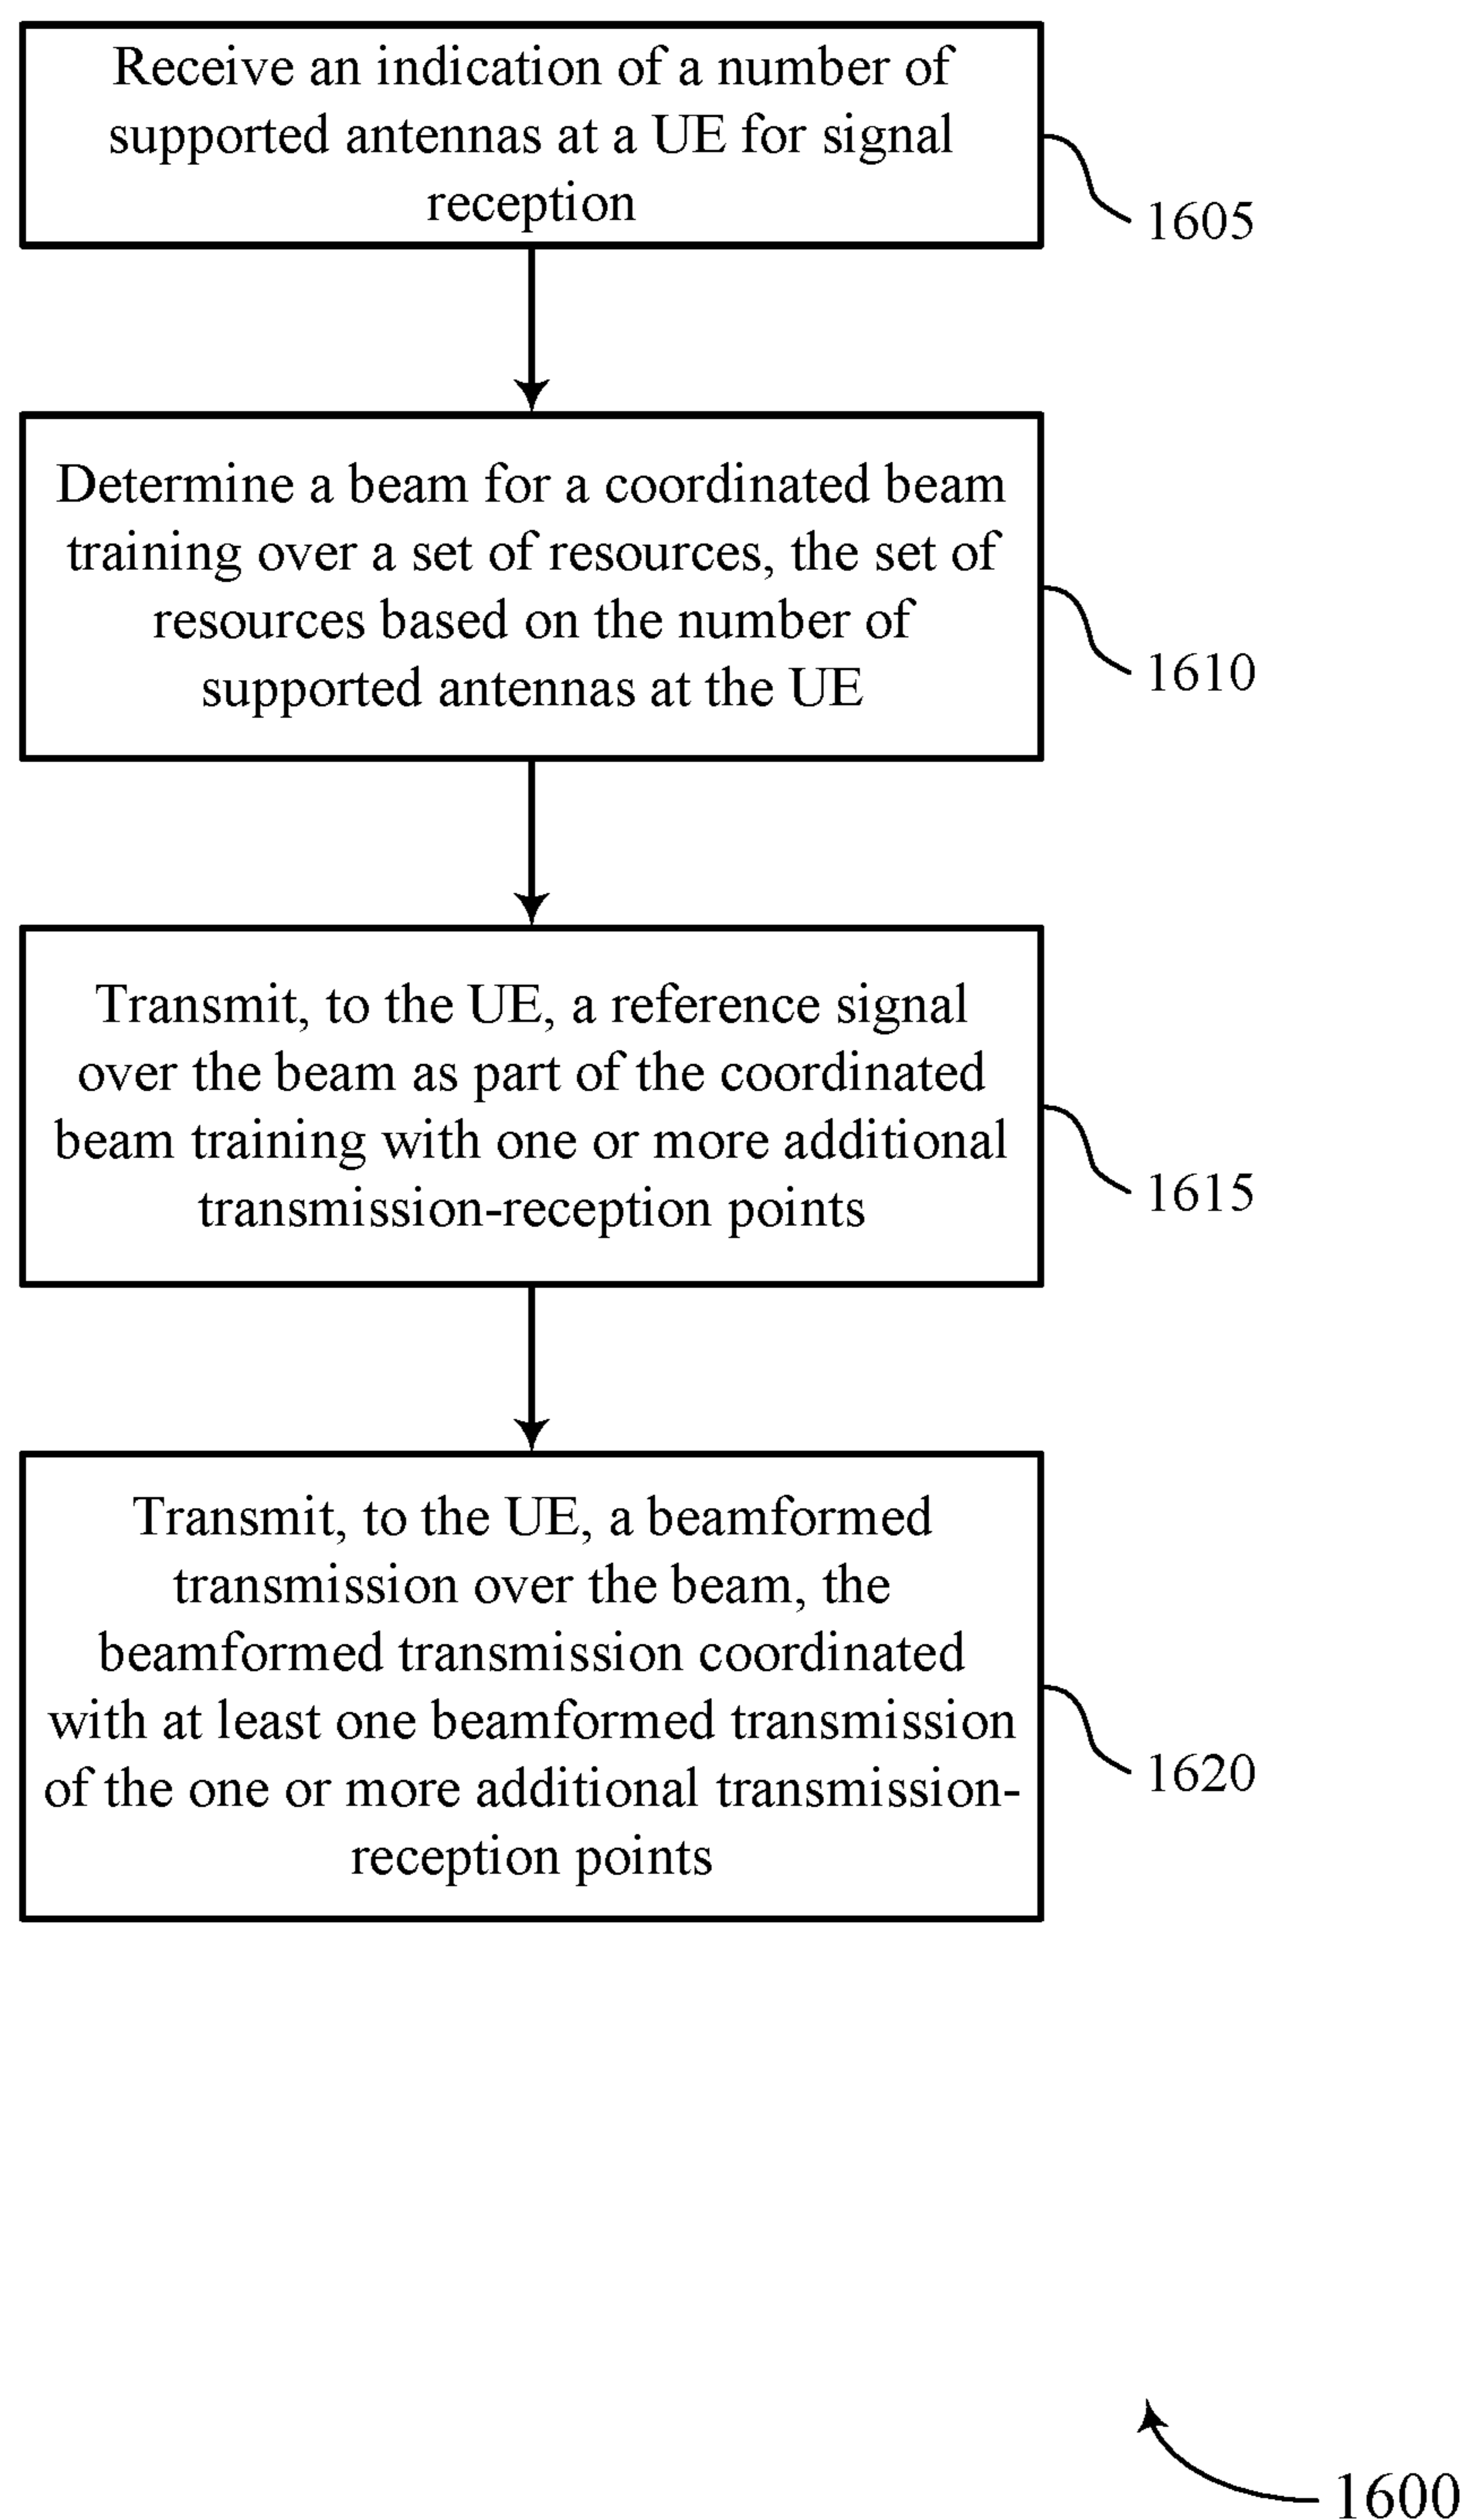 Receive an indication of a number of
supported antennas at a UE for signal
reception
1605
Determine a beam for a coordinated beam
training over a set of resources, the set of
resources based on the number of
supported antennas at the UE
1610
Transmit, to the UE, a reference signal
over the beam as part of the coordinated
beam training with one or more additional
transmission-reception points
1615
Transmit, to the UE, a beamformed
transmission over the beam, the
beamformed transmission coordinated
with at least one beamformed transmission
of the one or more additional transmission-
reception points
1620
1600